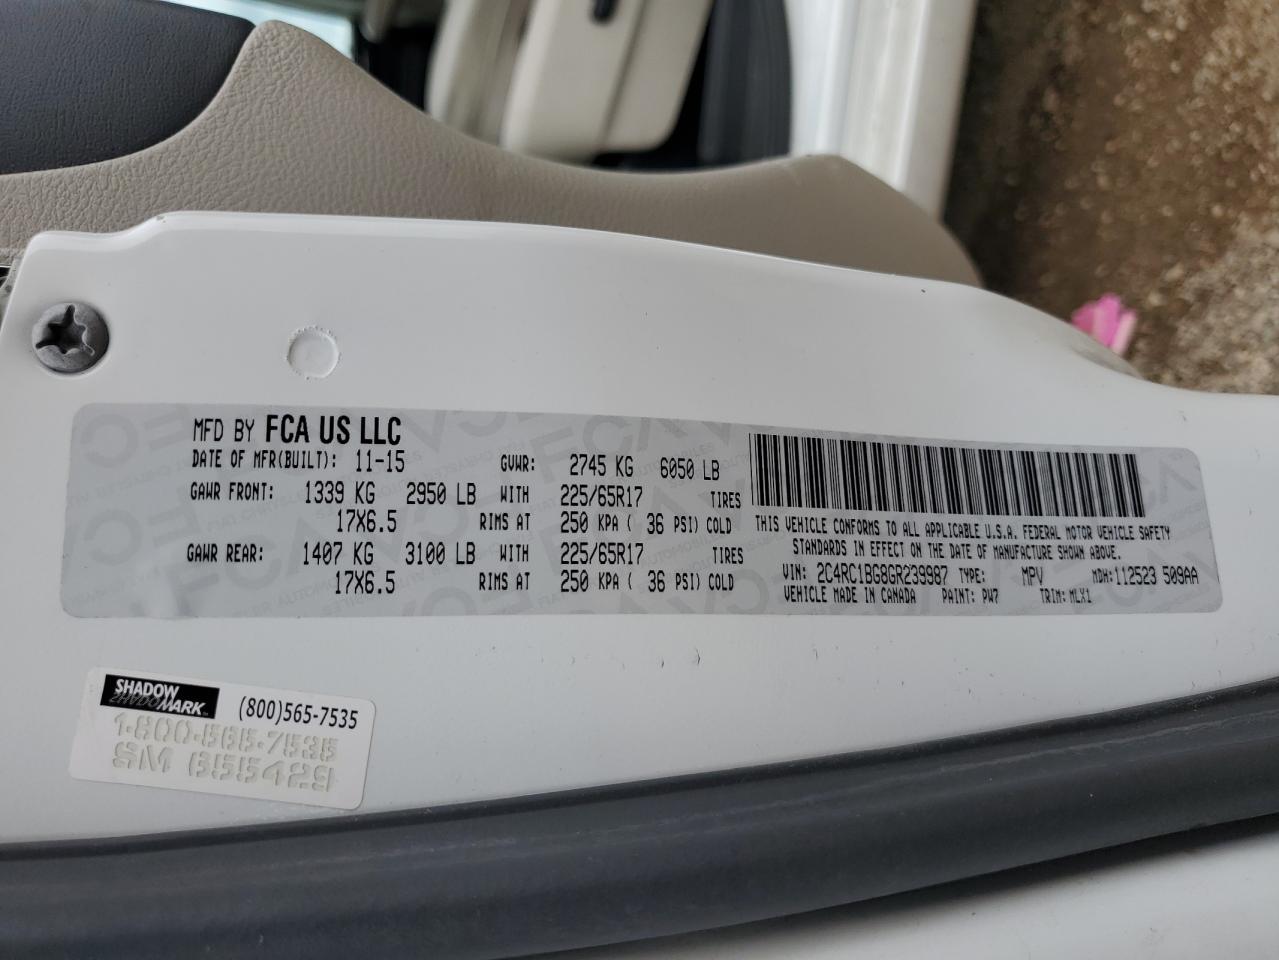 MFD BY FCA US LLC
DATE OF MFR(BUILT): 11-15 GVWR: 2745 KG 6050 LB
GAWR FRONT: 1339 KG 2950 LB WITH 225/65R17 TIRES
17X6.5 RIMS AT 250 KPA ( 36 PSI) COLD
GAWR REAR: 1407 KG 3100 LB WITH 225/65R17 TIRES
17X6.5 RIMS AT 250 KPA ( 36 PSI) COLD
THIS VEHICLE CONFORMS TO ALL APPLICABLE U.S.A. FEDERAL MOTOR VEHICLE SAFETY
STANDARDS IN EFFECT ON THE DATE OF MANUFACTURE SHOWN ABOVE.
VIN: 2C4RC1BG8GR239987 TYPE: MPV MDH:112523 509AA
VEHICLE MADE IN CANADA PAINT: PW7 TRIM:MLX1
SHADOW
MARK (800)565-7535
1-800-565-7535
SM 655429